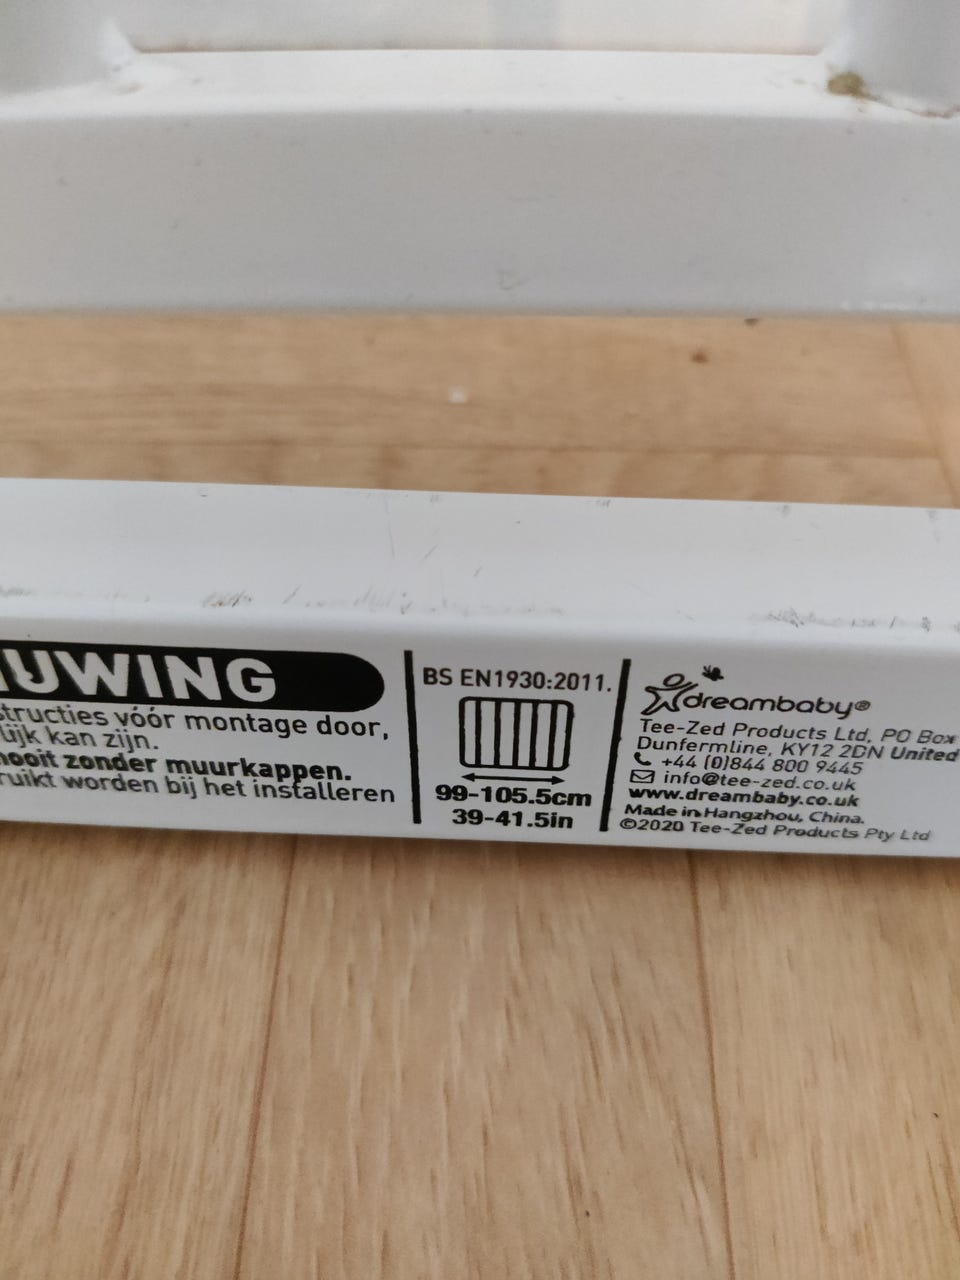 UWING
structies vóór montage door,
lijk kan zijn.
nooit zonder muurkappen.
ruikt worden bij het installeren
BS EN1930:2011.
99-105.5cm
39-41.5in
dreambaby®
Tee-Zed Products Ltd, PO Box
Dunfermline, KY12 2DN United
+44 (0)844 800 9445
info@tee-zed.co.uk
www.dreambaby.co.uk
Made in Hangzhou, China.
©2020 Tee-Zed Products Pty Ltd